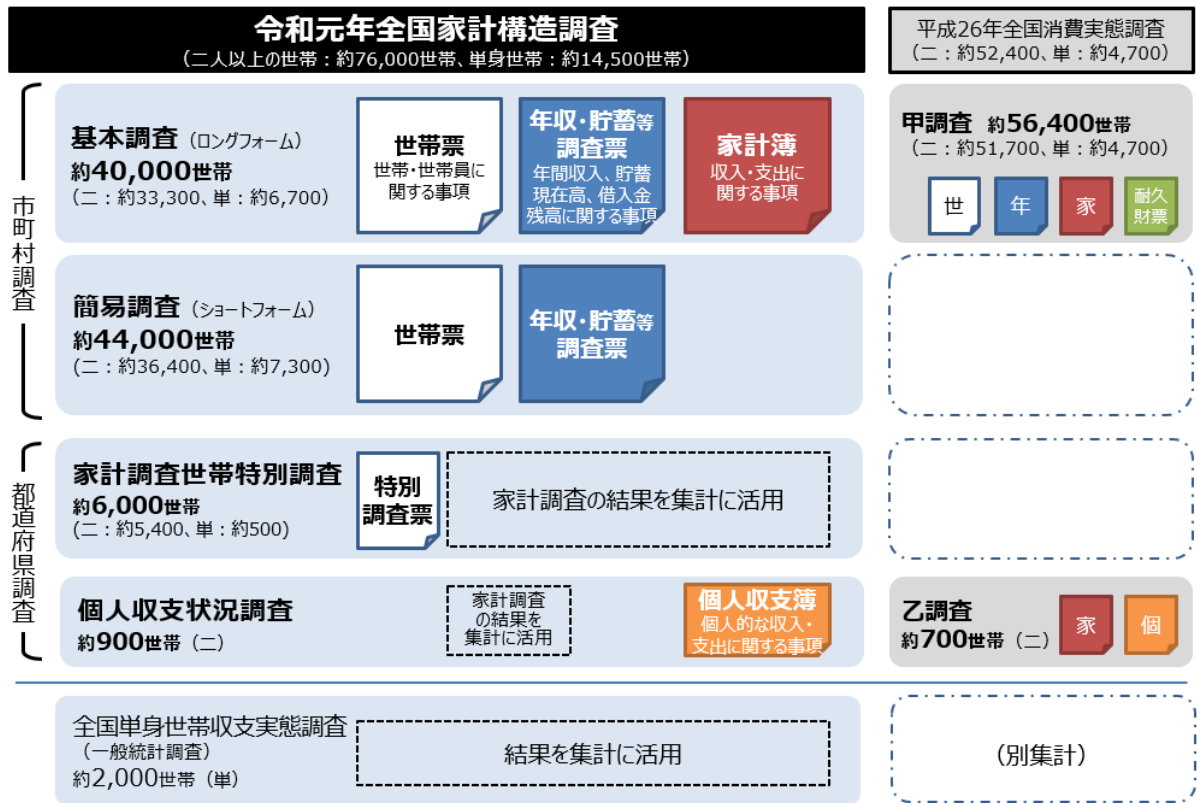 令和元年全国家計構造調査
（二人以上の世帯：約76,000世帯、単身世帯：約14,500世帯）
平成26年全国消費実態調査
（二：約52,400、単：約4,700）
市町村調査
基本調査（ロングフォーム）
約40,000世帯
（二：約33,300、単：約6,700）
世帯票
世帯・世帯員に
関する事項
年収・貯蓄等
調査票
年間収入、貯蓄
現在高、借入金
残高に関する事項
家計簿
収入・支出に
関する事項
甲調査 約56,400世帯
（二：約51,700、単：約4,700）
世
年
家
耐久
財票
簡易調査（ショートフォーム）
約44,000世帯
（二：約36,400、単：約7,300）
世帯票
年収・貯蓄等
調査票
都道府県調査
家計調査世帯特別調査
約6,000世帯
（二：約5,400、単：約500）
特別
調査票
家計調査の結果を集計に活用
個人収支状況調査
約900世帯（二）
家計調査
の結果を
集計に活用
個人収支簿
個人的な収入・
支出に関する事項
乙調査
約700世帯（二）
家
個
全国単身世帯収支実態調査
（一般統計調査）
約2,000世帯（単）
結果を集計に活用
（別集計）